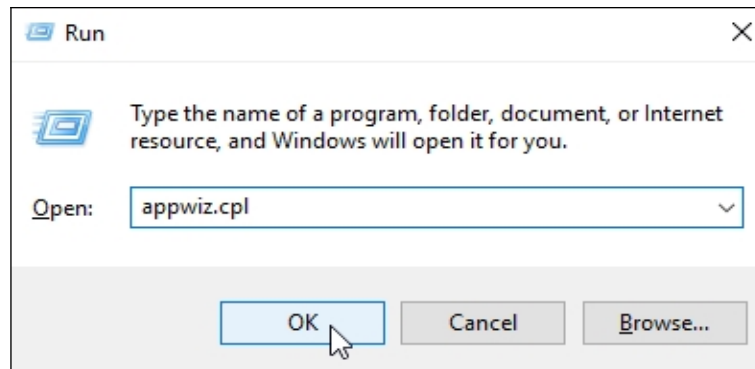 Run
Type the name of a program, folder, document, or Internet
resource, and Windows will open it for you.
Open: appwiz.cpl
OK Cancel Browse...